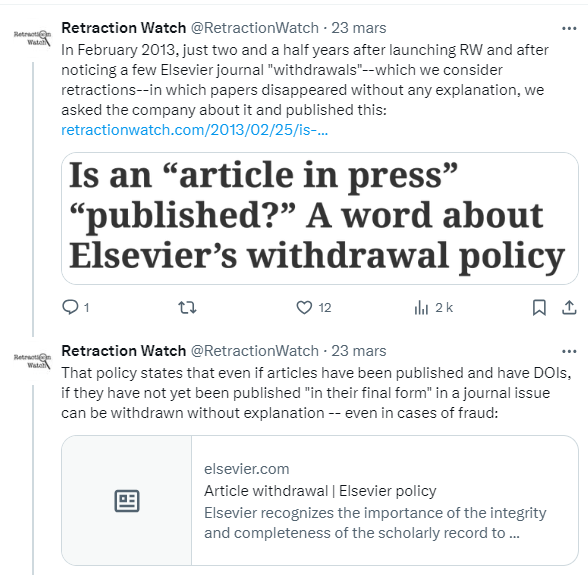 Retraction Watch
Retraction Watch @RetractionWatch · 23 mars
In February 2013, just two and a half years after launching RW and after
noticing a few Elsevier journal "withdrawals"--which we consider
retractions--in which papers disappeared without any explanation, we
asked the company about it and published this:
retractionwatch.com/2013/02/25/is-...
Is an “article in press”
“published?” A word about
Elsevier’s withdrawal policy
1
12
2 k
Retraction Watch
Retraction Watch @RetractionWatch · 23 mars
That policy states that even if articles have been published and have DOIs,
if they have not yet been published "in their final form" in a journal issue
can be withdrawn without explanation -- even in cases of fraud:
elsevier.com
Article withdrawal | Elsevier policy
Elsevier recognizes the importance of the integrity
and completeness of the scholarly record to ...